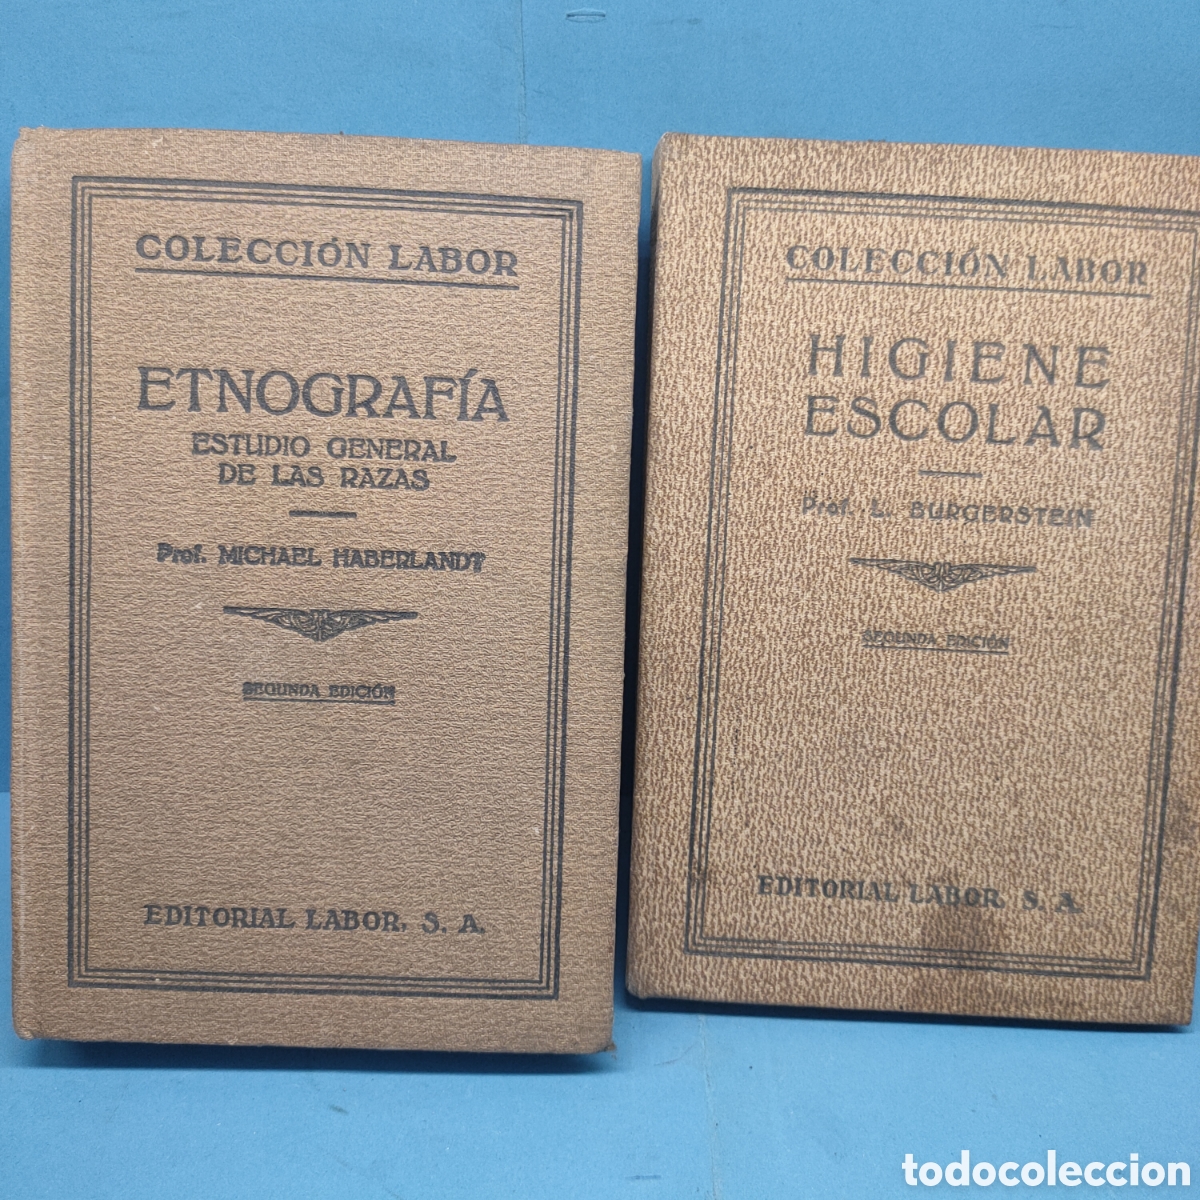 COLECCIÓN LABOR
ETNOGRAFÍA
ESTUDIO GENERAL
DE LAS RAZAS
Prof. MICHAEL HABERLANDT
SEGUNDA EDICIÓN
EDITORIAL LABOR, S. A.
COLECCIÓN LABOR
HIGIENE
ESCOLAR
Prof. L. BURGERSTEIN
SEGUNDA EDICIÓN
EDITORIAL LABOR, S. A.
todocoleccion